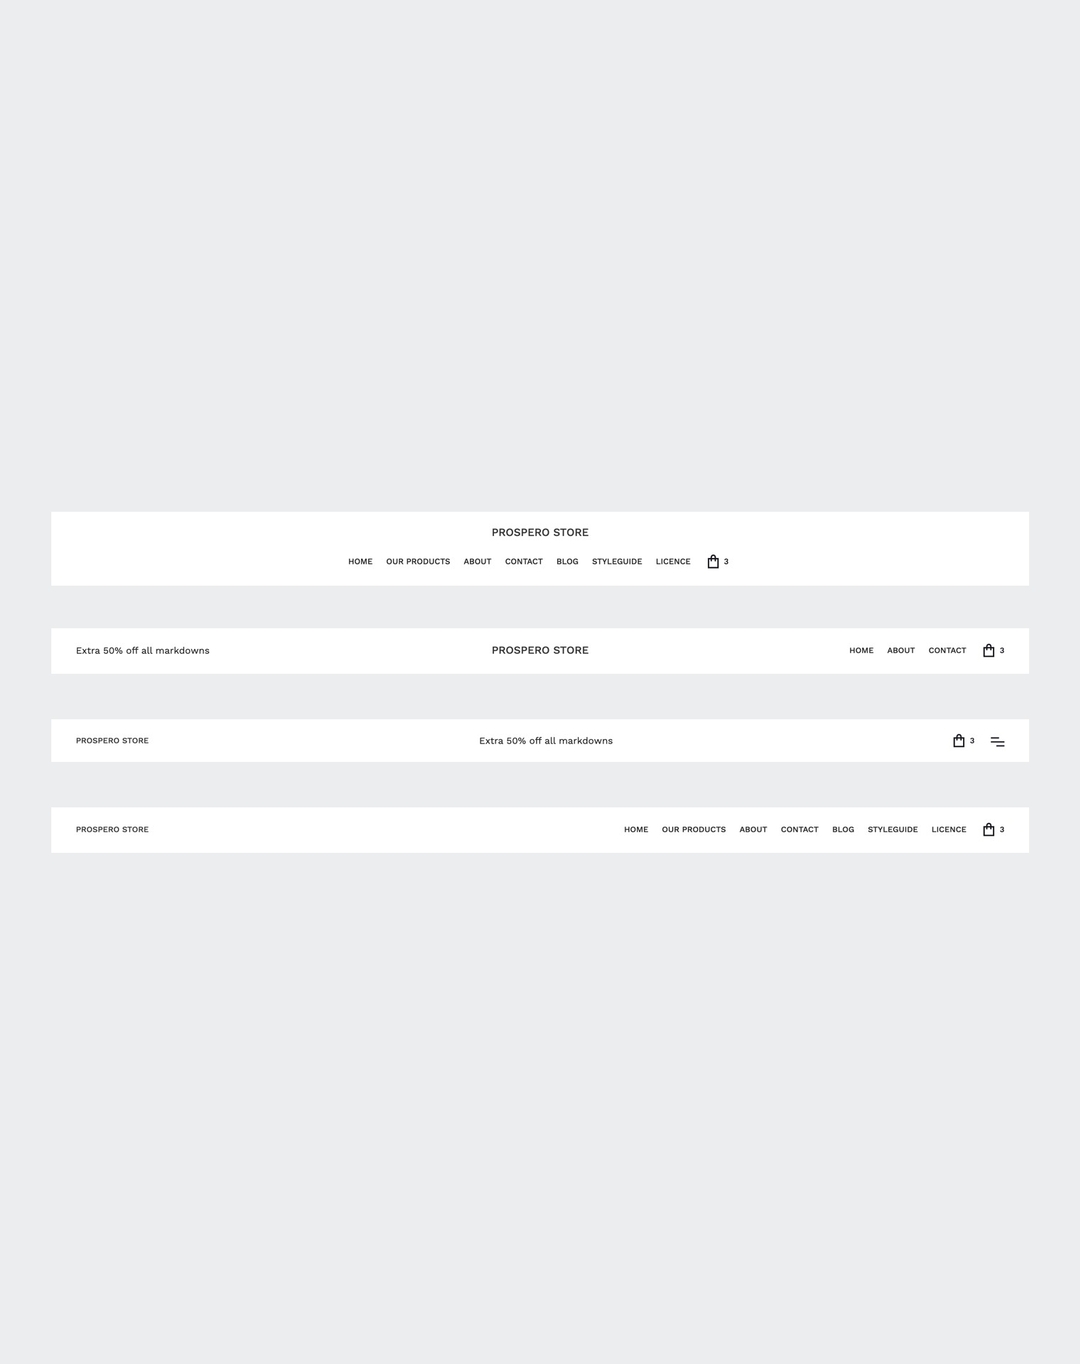 PROSPERO STORE
HOME OUR PRODUCTS ABOUT CONTACT BLOG STYLEGUIDE LICENCE 3
Extra 50% off all markdowns PROSPERO STORE HOME ABOUT CONTACT 3
PROSPERO STORE Extra 50% off all markdowns 3
PROSPERO STORE HOME OUR PRODUCTS ABOUT CONTACT BLOG STYLEGUIDE LICENCE 3